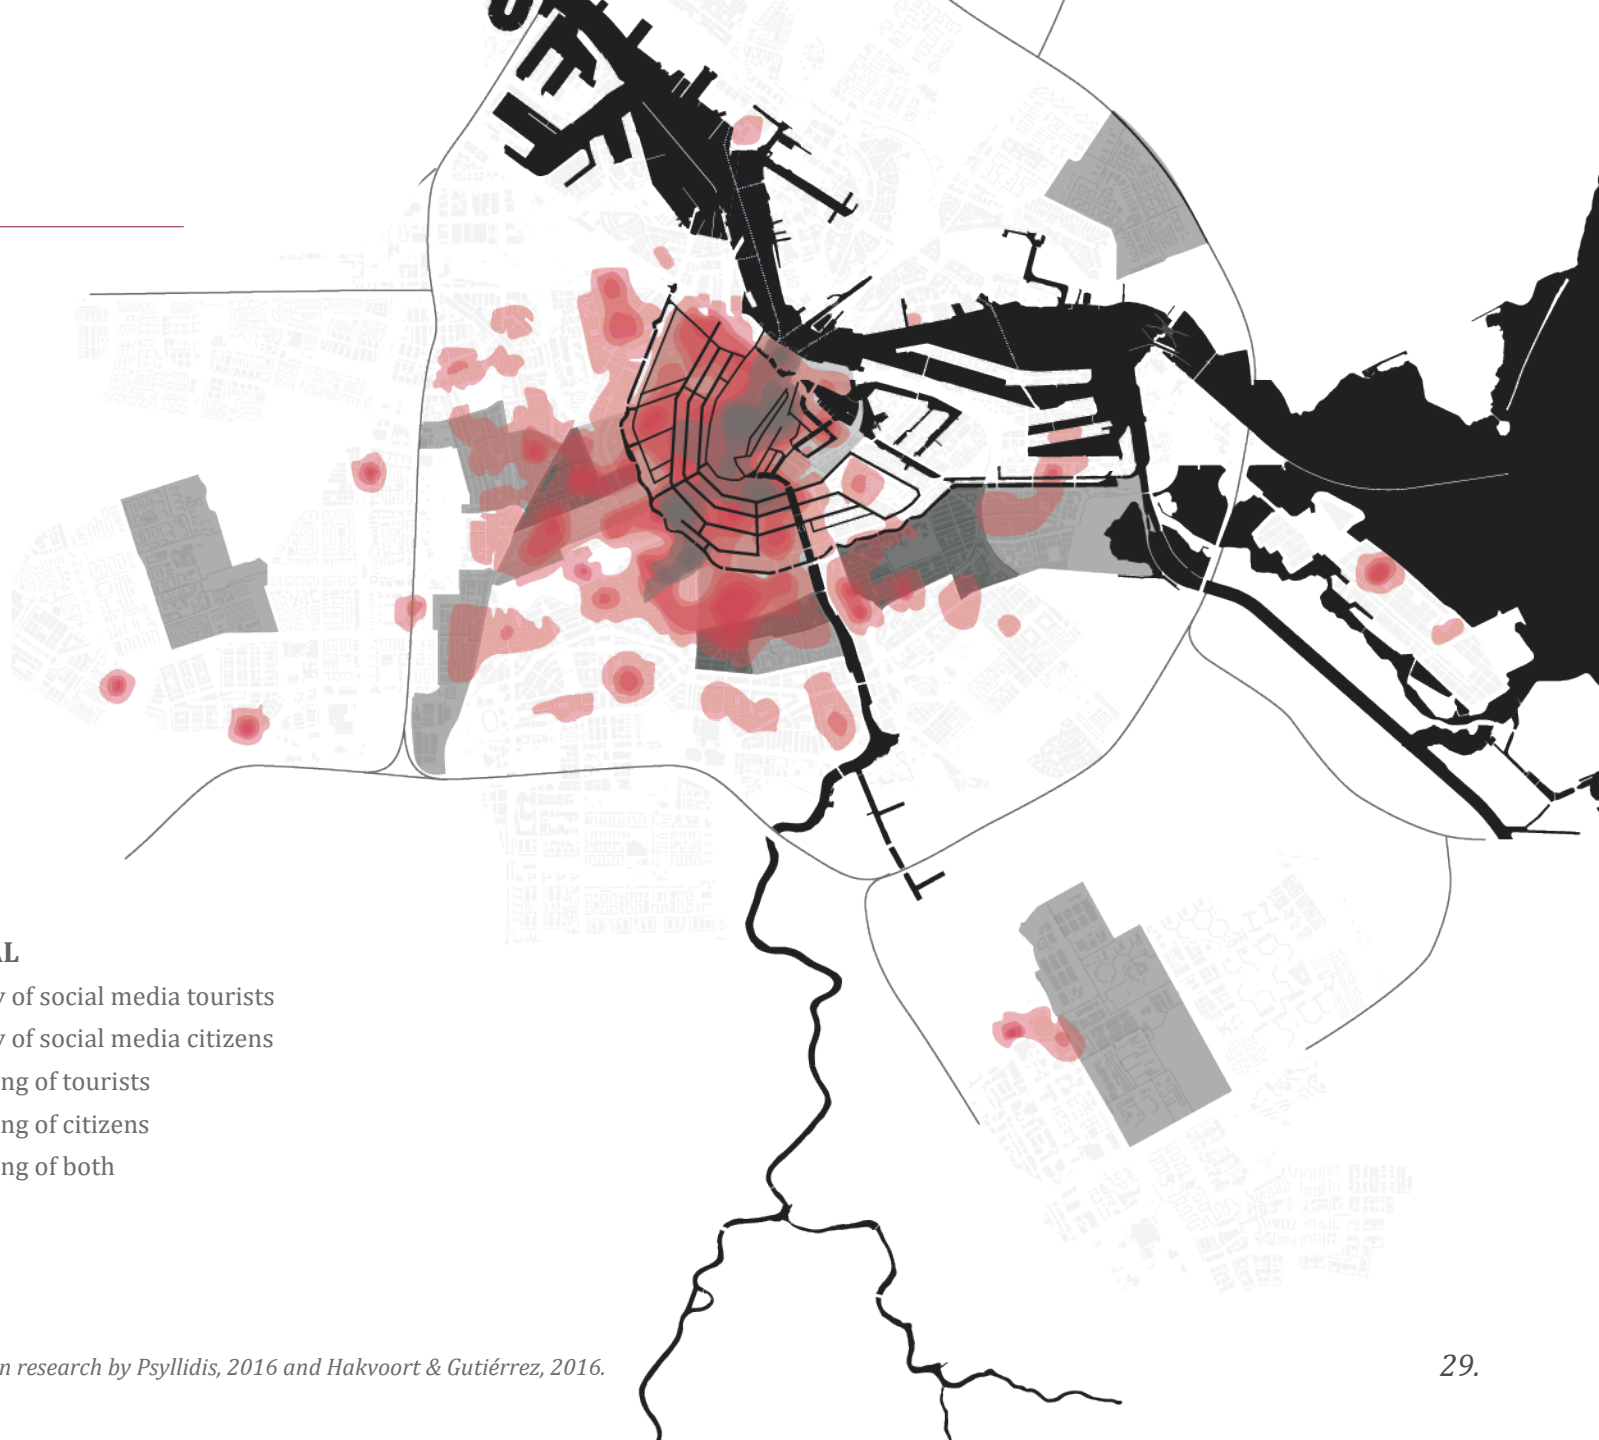 AL
y of social media tourists
y of social media citizens
ng of tourists
ng of citizens
ng of both
n research by Psyllidis, 2016 and Hakvoort & Gutiérrez, 2016.
29.